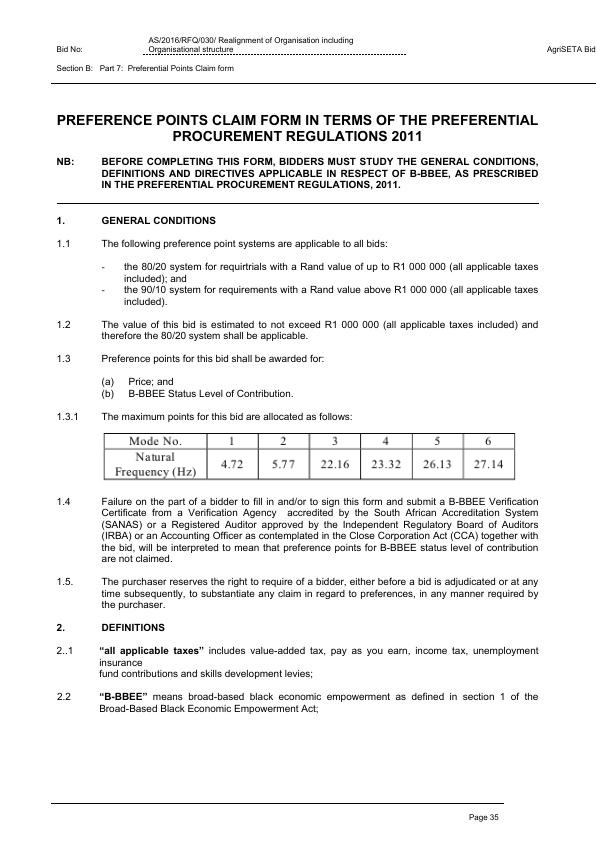 AS/2016/RFQ/030/ Realignment of Organisation including
Bid No: Organisational structure AgriSETA Bid
Section B: Part 7: Preferential Points Claim form
PREFERENCE POINTS CLAIM FORM IN TERMS OF THE PREFERENTIAL
PROCUREMENT REGULATIONS 2011
NB: BEFORE COMPLETING THIS FORM, BIDDERS MUST STUDY THE GENERAL CONDITIONS,
DEFINITIONS AND DIRECTIVES APPLICABLE IN RESPECT OF B-BBEE, AS PRESCRIBED
IN THE PREFERENTIAL PROCUREMENT REGULATIONS, 2011.
1. GENERAL CONDITIONS
1.1 The following preference point systems are applicable to all bids:
- the 80/20 system for requirtrials with a Rand value of up to R1 000 000 (all applicable taxes
included); and
- the 90/10 system for requirements with a Rand value above R1 000 000 (all applicable taxes
included).
1.2 The value of this bid is estimated to not exceed R1 000 000 (all applicable taxes included) and
therefore the 80/20 system shall be applicable.
1.3 Preference points for this bid shall be awarded for:
(a) Price; and
(b) B-BBEE Status Level of Contribution.
1.3.1 The maximum points for this bid are allocated as follows:
Mode No. 1 2 3 4 5 6
Natural
Frequency (Hz) 4.72 5.77 22.16 23.32 26.13 27.14
1.4 Failure on the part of a bidder to fill in and/or to sign this form and submit a B-BBEE Verification
Certificate from a Verification Agency accredited by the South African Accreditation System
(SANAS) or a Registered Auditor approved by the Independent Regulatory Board of Auditors
(IRBA) or an Accounting Officer as contemplated in the Close Corporation Act (CCA) together with
the bid, will be interpreted to mean that preference points for B-BBEE status level of contribution
are not claimed.
1.5. The purchaser reserves the right to require of a bidder, either before a bid is adjudicated or at any
time subsequently, to substantiate any claim in regard to preferences, in any manner required by
the purchaser.
2. DEFINITIONS
2..1 “all applicable taxes” includes value-added tax, pay as you earn, income tax, unemployment
insurance
fund contributions and skills development levies;
2.2 “B-BBEE” means broad-based black economic empowerment as defined in section 1 of the
Broad-Based Black Economic Empowerment Act;
Page 35